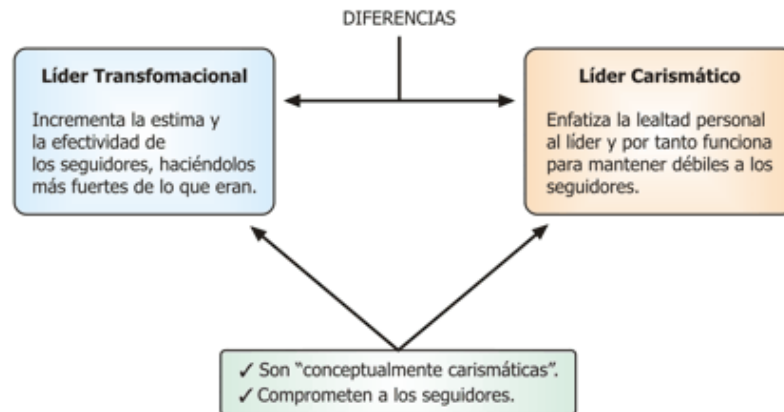 DIFERENCIAS
Líder Transfomacional
Incrementa la estima y
la efectividad de
los seguidores, haciéndolos
más fuertes de lo que eran.
Líder Carismático
Enfatiza la lealtad personal
al líder y por tanto funciona
para mantener débiles a los
seguidores.
✓ Son “conceptualmente carismáticas”.
✓ Comprometen a los seguidores.